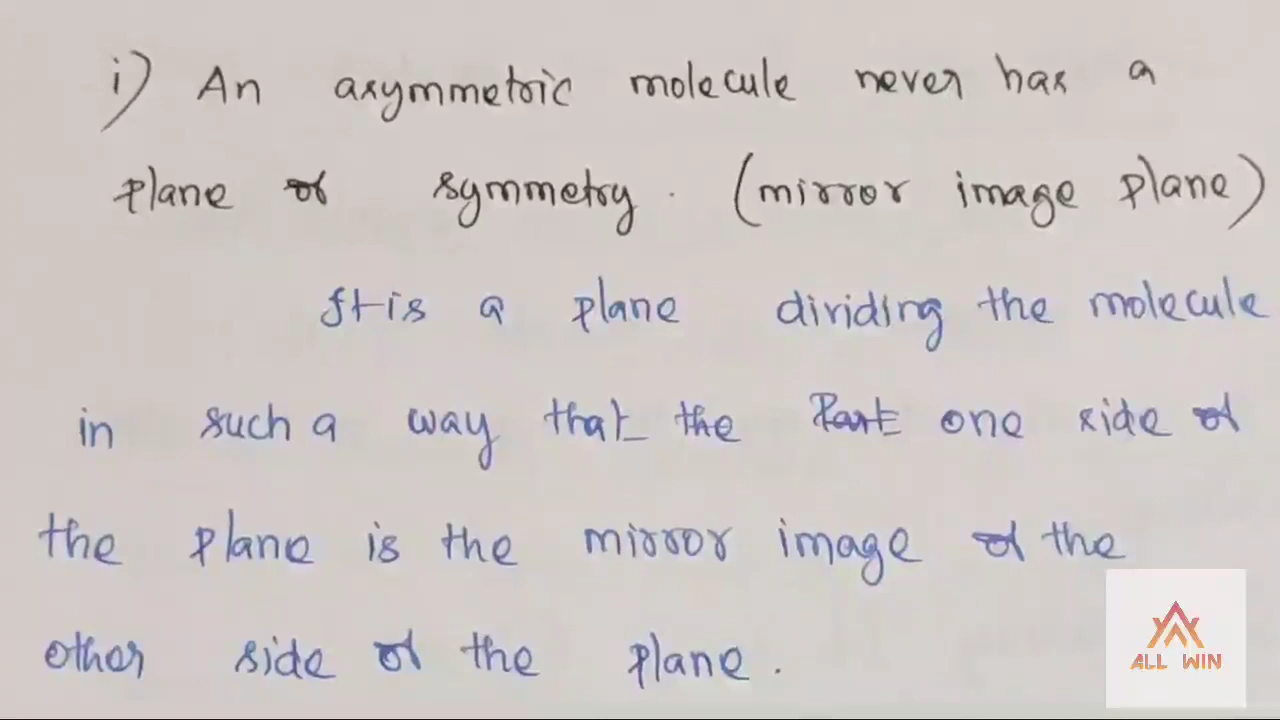 i) An asymmetric molecule never has a
plane of symmetry. (mirror image plane)
It is a plane dividing the molecule
in such a way that the Part one side of
the plane is the mirror image of the
other side of the plane.
ALL WIN